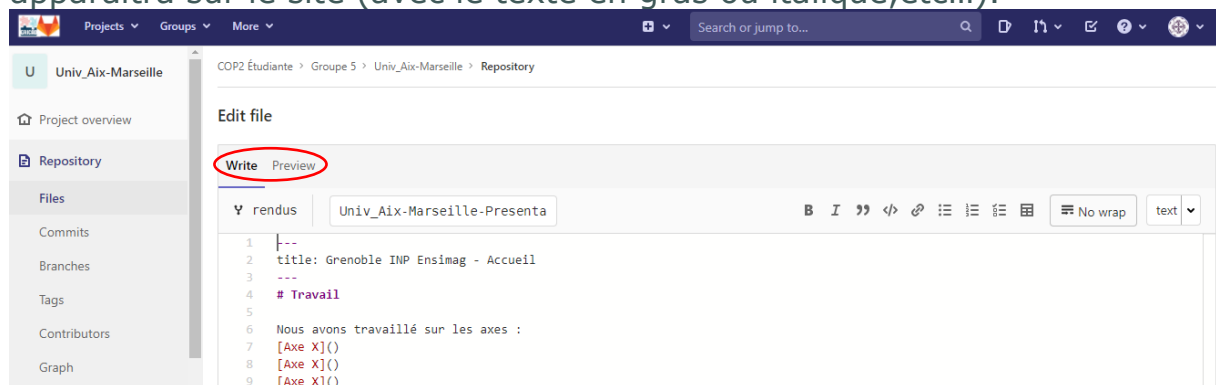 apparaitra sur le site (avec le texte en gras ou italique,etc…).
Projects Groups More Search or jump to...
U Univ_Aix-Marseille
COP2 Étudiante > Groupe 5 > Univ_Aix-Marseille > Repository
Project overview
Edit file
Repository
Write Preview
Files
rendus Univ_Aix-Marseille-Presenta B I No wrap text
Commits
Branches
Tags
Contributors
Graph
1 ---
2 title: Grenoble INP Ensimag - Accueil
3 ---
4 # Travail
5
6 Nous avons travaillé sur les axes :
7 [Axe X]()
8 [Axe X]()
9 [Axe X]()